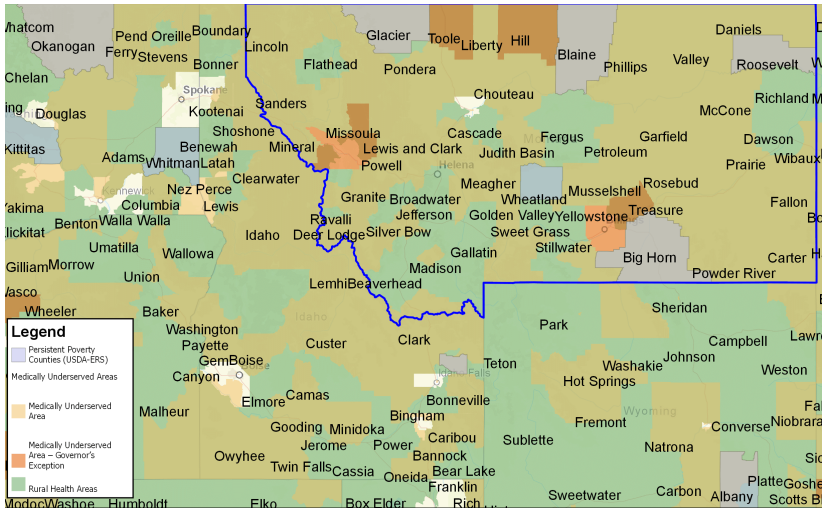 Whatcom
Okanogan
Pend Oreille
Boundary
Ferry
Stevens
Lincoln
Glacier
Toole
Liberty
Hill
Blaine
Daniels
Bonner
Flathead
Pondera
Phillips
Valley
Roosevelt
Chelan
Spokane
Chouteau
Richland
Douglas
Kootenai
Sanders
McCone
Shoshone
Missoula
Cascade
Fergus
Garfield
Dawson
Kittitas
Benewah
Mineral
Lewis and Clark
Judith Basin
Petroleum
Adams
Whitman
Latah
Powell
Helena
Prairie
Wibaux
Clearwater
Meagher
Musselshell
Rosebud
Kennewick
Nez Perce
Granite
Broadwater
Wheatland
Fallon
Yakima
Columbia
Lewis
Jefferson
Golden Valley
Yellowstone
Treasure
Benton
Walla Walla
Ravalli
Klickitat
Idaho
Deer Lodge
Silver Bow
Sweet Grass
Umatilla
Wallowa
Gallatin
Stillwater
Gilliam
Morrow
Madison
Big Horn
Carter
Union
Lemhi
Beaverhead
Powder River
Wasco
Wheeler
Baker
Idaho
Sheridan
Legend
Washington
Park
Persistent Poverty
Counties (USDA-ERS)
Payette
Custer
Clark
Campbell
Medically Underserved Areas
Gem
Boise
Boise
Teton
Johnson
Canyon
Idaho Falls
Washakie
Weston
Hot Springs
Medically Underserved
Area
Malheur
Elmore
Camas
Bonneville
Wyoming
Bingham
Fremont
Converse
Niobrara
Gooding
Minidoka
Medically Underserved
Area – Governor's
Exception
Jerome
Power
Caribou
Sublette
Natrona
Owyhee
Bannock
Twin Falls
Cassia
Oneida
Bear Lake
Rural Health Areas
Franklin
Sweetwater
Carbon
Albany
Platte
Modoc
Washoe
Humboldt
Elko
Box Elder
Rich
Scotts B